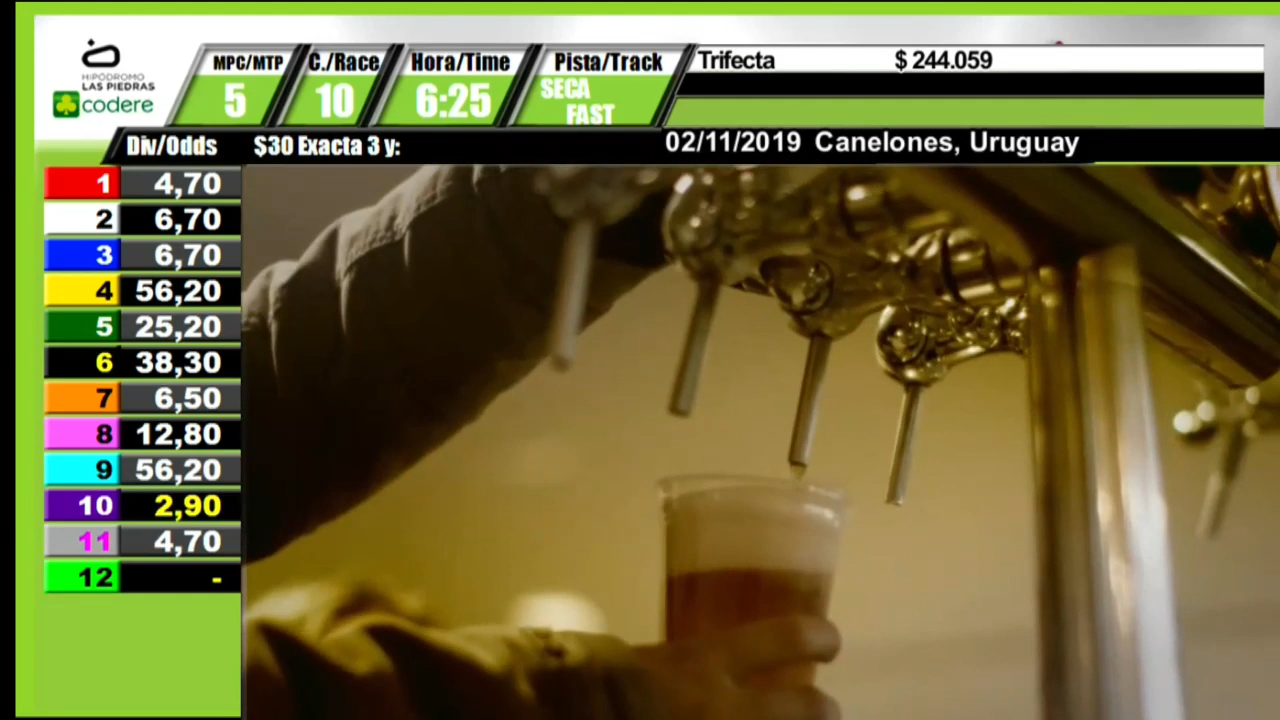 HIPÓDROMO
LAS PIEDRAS
codere
MPC/MTP C./Race Hora/Time Pista/Track
5 10 6:25 SECA FAST
Trifecta $ 244.059
Div/Odds $30 Exacta 3 y: 02/11/2019 Canelones, Uruguay
1 4,70
2 6,70
3 6,70
4 56,20
5 25,20
6 38,30
7 6,50
8 12,80
9 56,20
10 2,90
11 4,70
12 -